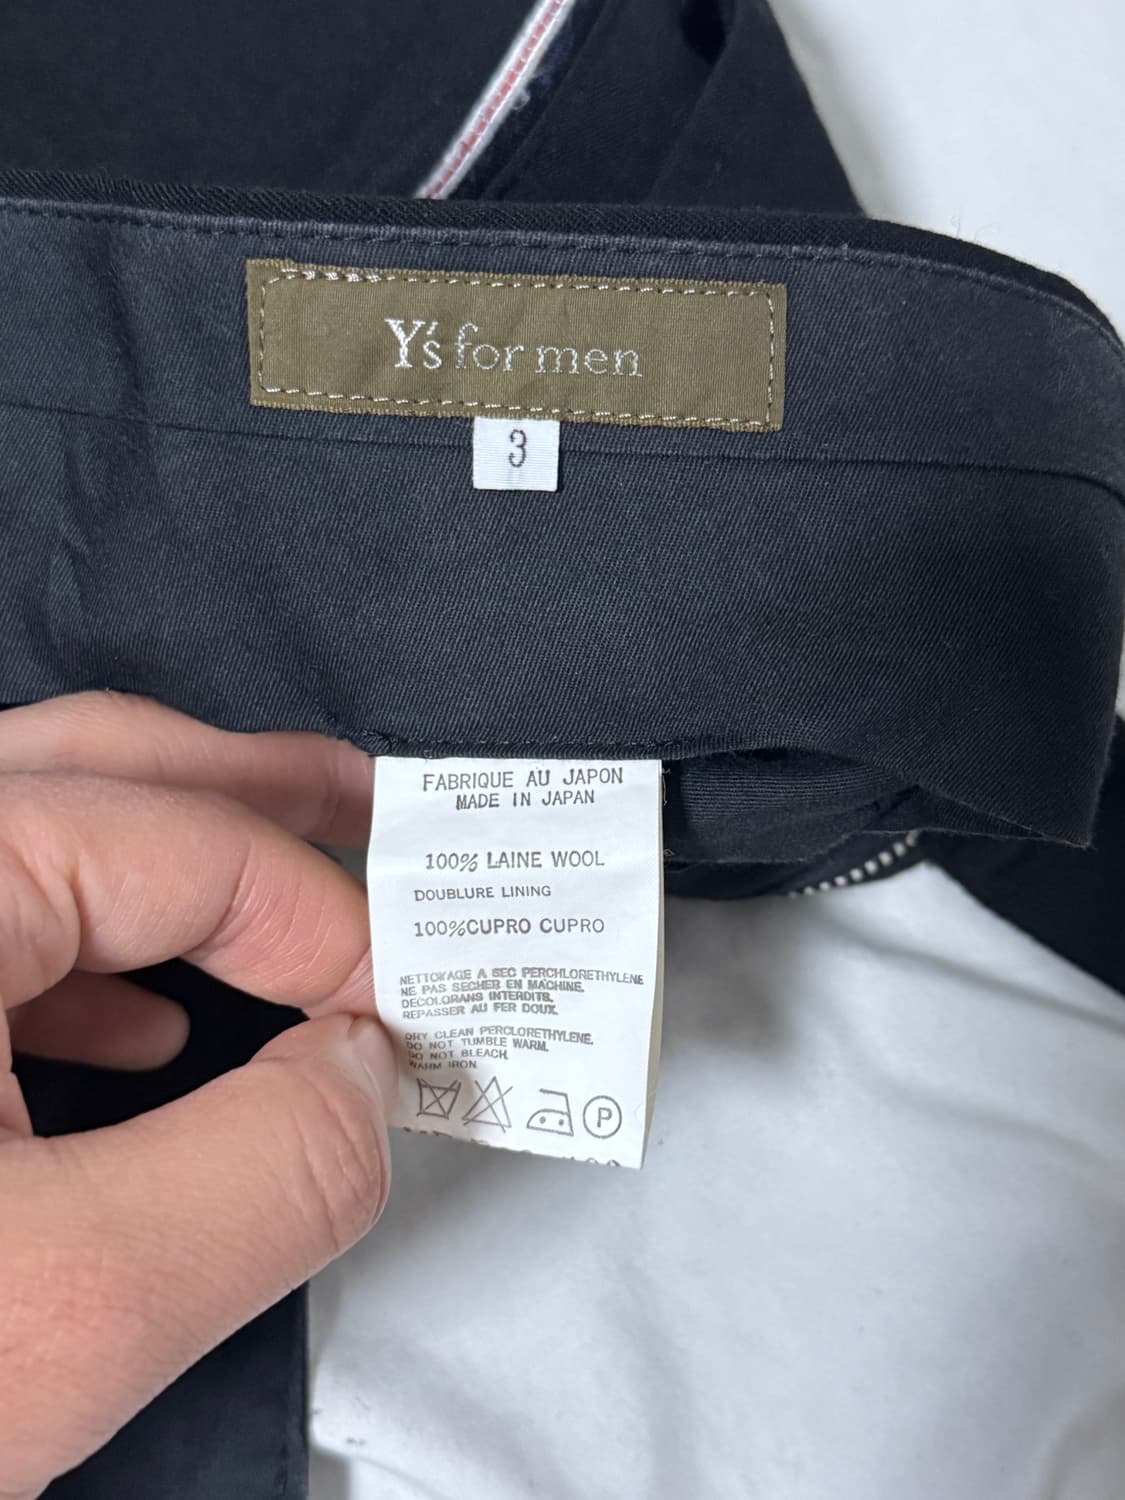 Y's for men
3
FABRIQUE AU JAPON
MADE IN JAPAN
100% LAINE WOOL
DOUBLURE LINING
100%CUPRO CUPRO
NETTOYAGE A SEC PERCHLORETHYLENE
NE PAS SECHER EN MACHINE.
DECOLORANS INTERDITS.
REPASSER AU FER DOUX.
DRY CLEAN PERCLORETHYLENE.
DO NOT TUMBLE WARM.
DO NOT BLEACH.
WARM IRON
P